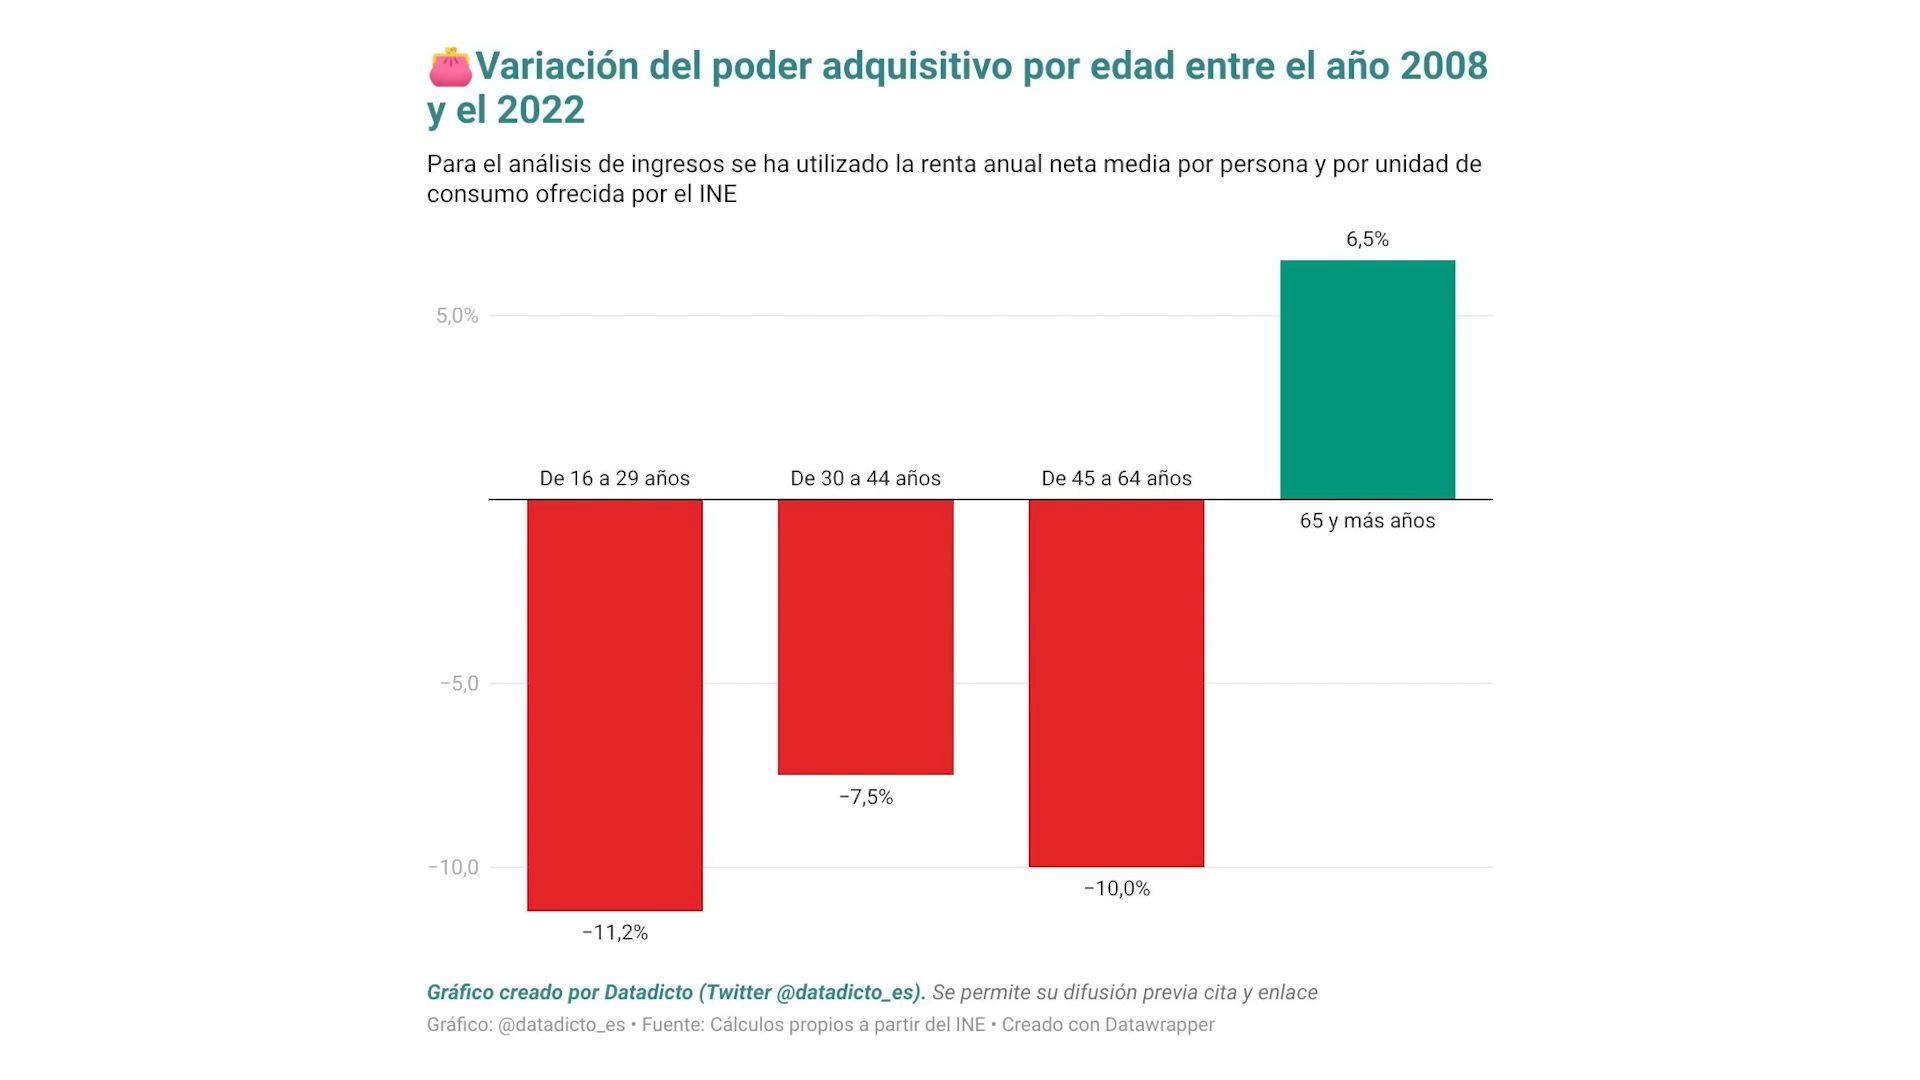 Variación del poder adquisitivo por edad entre el año 2008
y el 2022
Para el análisis de ingresos se ha utilizado la renta anual neta media por persona y por unidad de
consumo ofrecida por el INE
6,5%
5,0%
De 16 a 29 años
De 30 a 44 años
De 45 a 64 años
65 y más años
−5,0
−7,5%
−10,0
−10,0%
−11,2%
Gráfico creado por Datadicto (Twitter @datadicto_es). Se permite su difusión previa cita y enlace
Gráfico: @datadicto_es • Fuente: Cálculos propios a partir del INE • Creado con Datawrapper